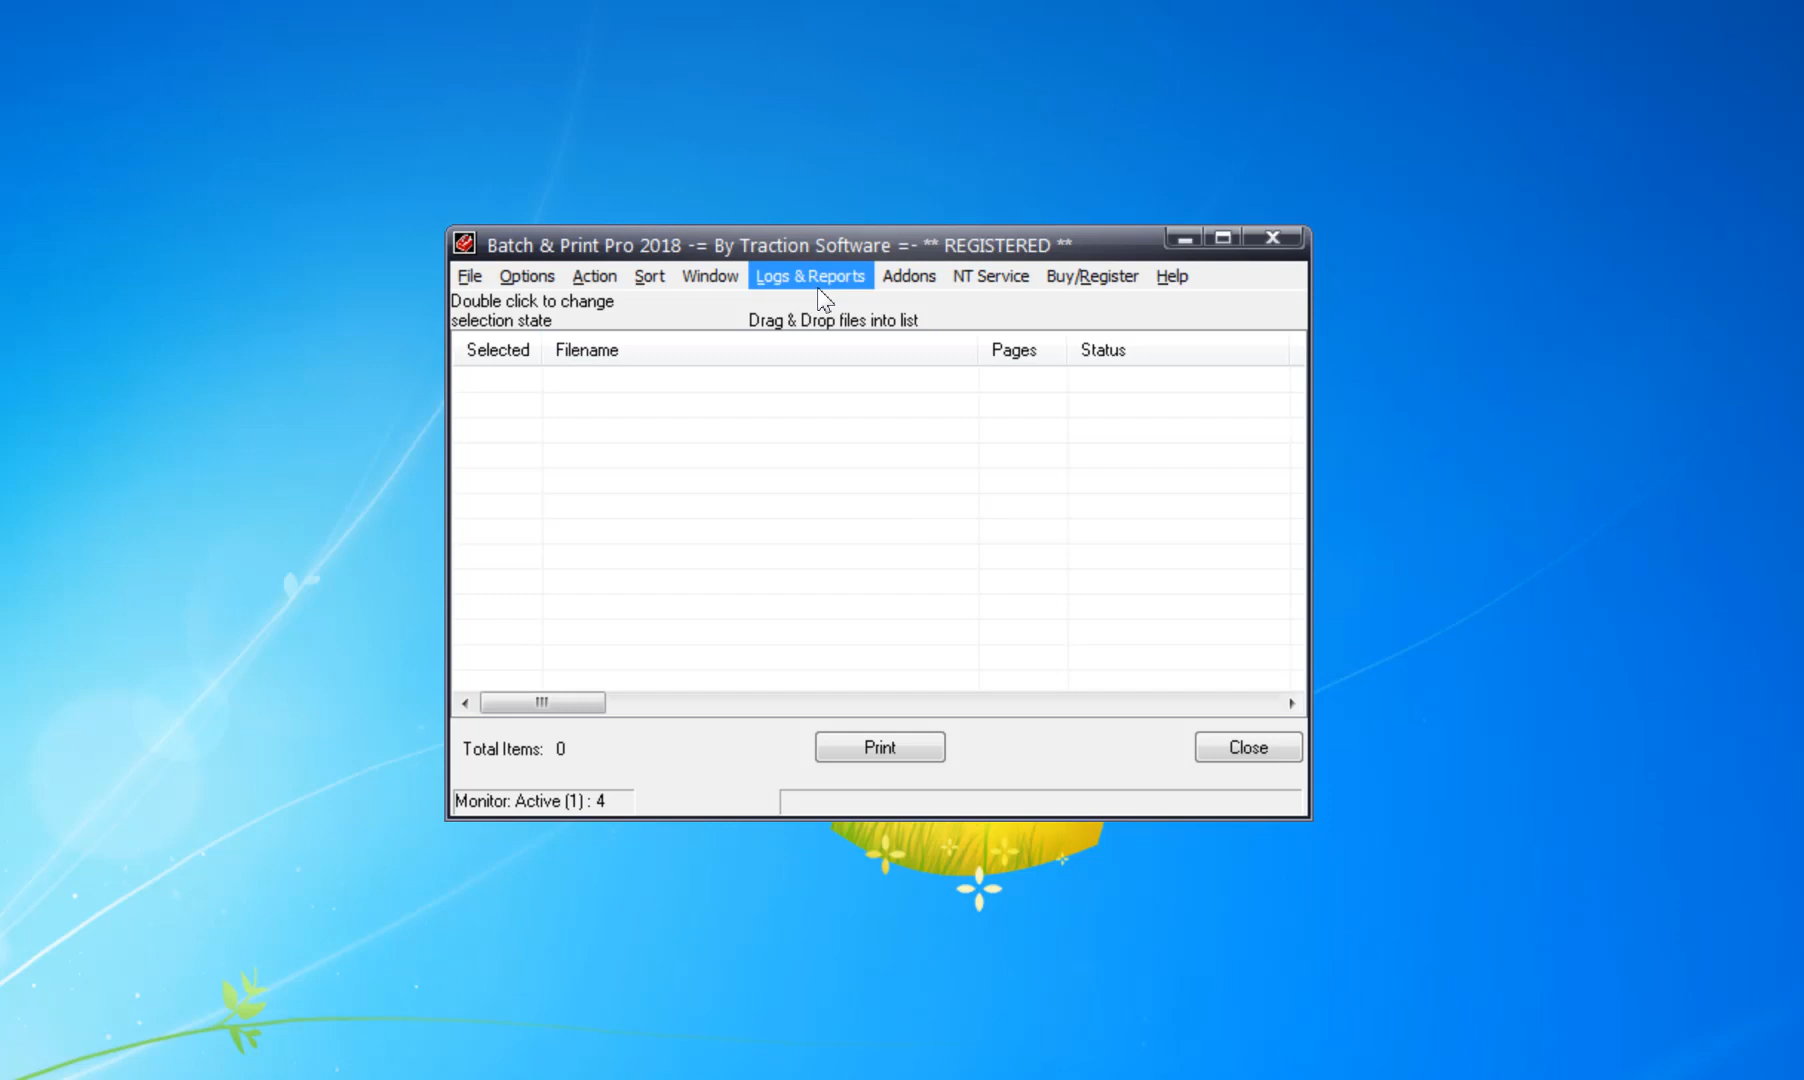 Batch & Print Pro 2018 -= By Traction Software =- ** REGISTERED **
File Options Action Sort Window Logs & Reports Addons NT Service Buy/Register Help
Double click to change
selection state
Drag & Drop files into list
Selected Filename Pages Status
Total Items: 0 Print Close
Monitor: Active (1) : 4